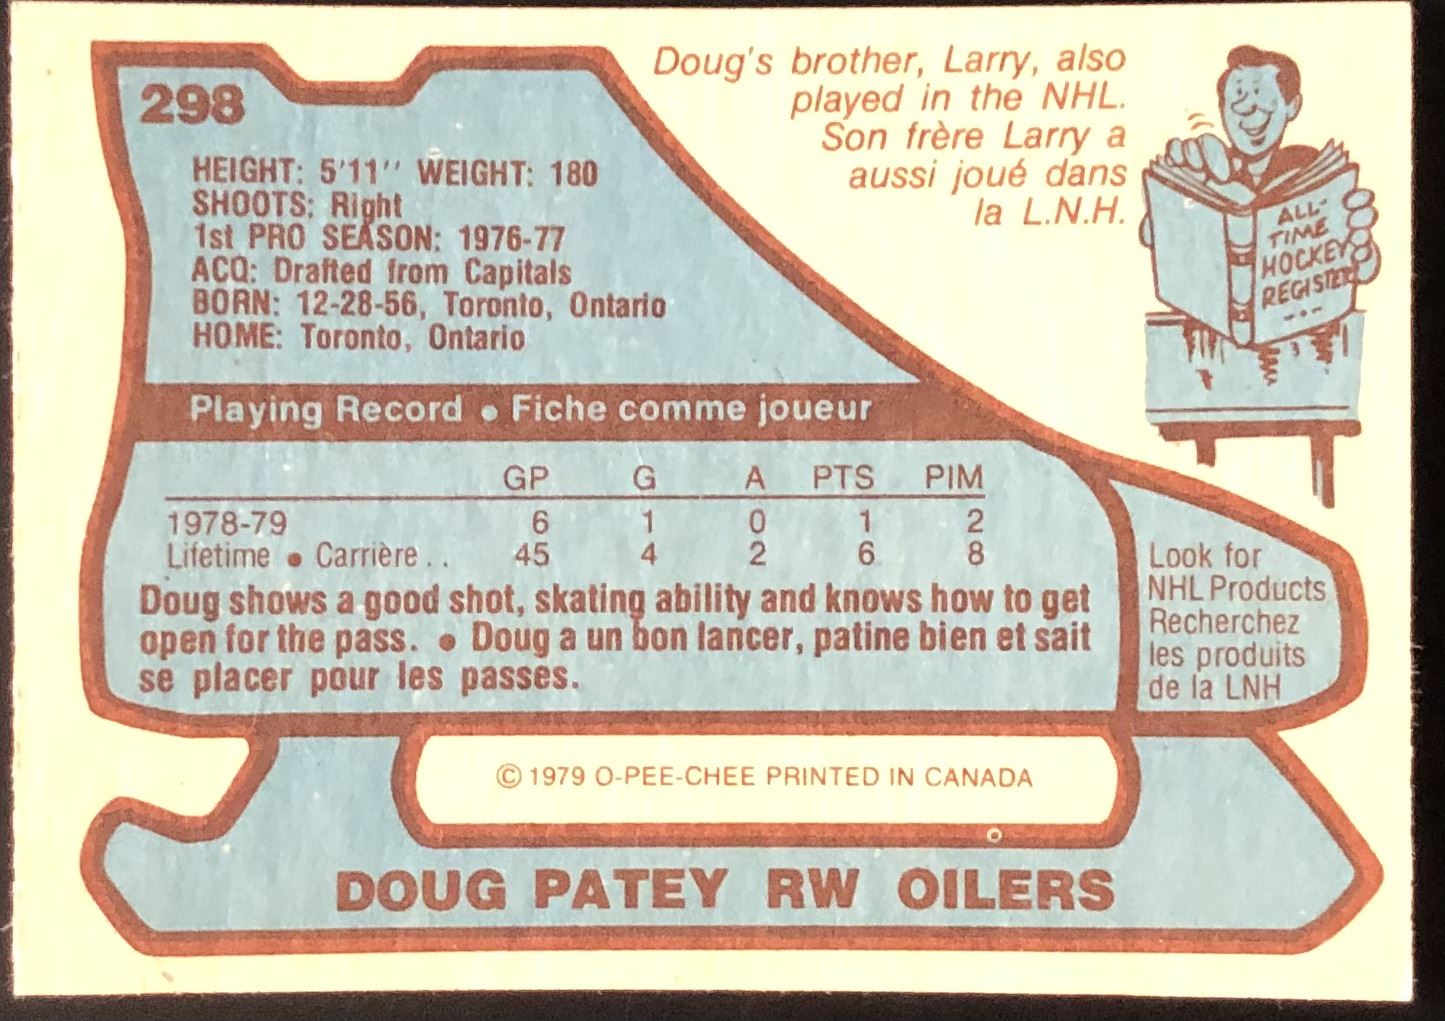 298
Doug's brother, Larry, also
played in the NHL.
Son frère Larry a
aussi joué dans
la L.N.H.
ALL-
TIME
HOCKEY
REGISTER
...
HEIGHT: 5'11'' WEIGHT: 180
SHOOTS: Right
1st PRO SEASON: 1976-77
ACQ: Drafted from Capitals
BORN: 12-28-56, Toronto, Ontario
HOME: Toronto, Ontario
Playing Record • Fiche comme joueur
GP G A PTS PIM
1978-79 6 1 0 1 2
Lifetime • Carrière . . 45 4 2 6 8
Doug shows a good shot, skating ability and knows how to get
open for the pass. • Doug a un bon lancer, patine bien et sait
se placer pour les passes.
Look for
NHL Products
Recherchez
les produits
de la LNH
© 1979 O-PEE-CHEE PRINTED IN CANADA
DOUG PATEY RW OILERS